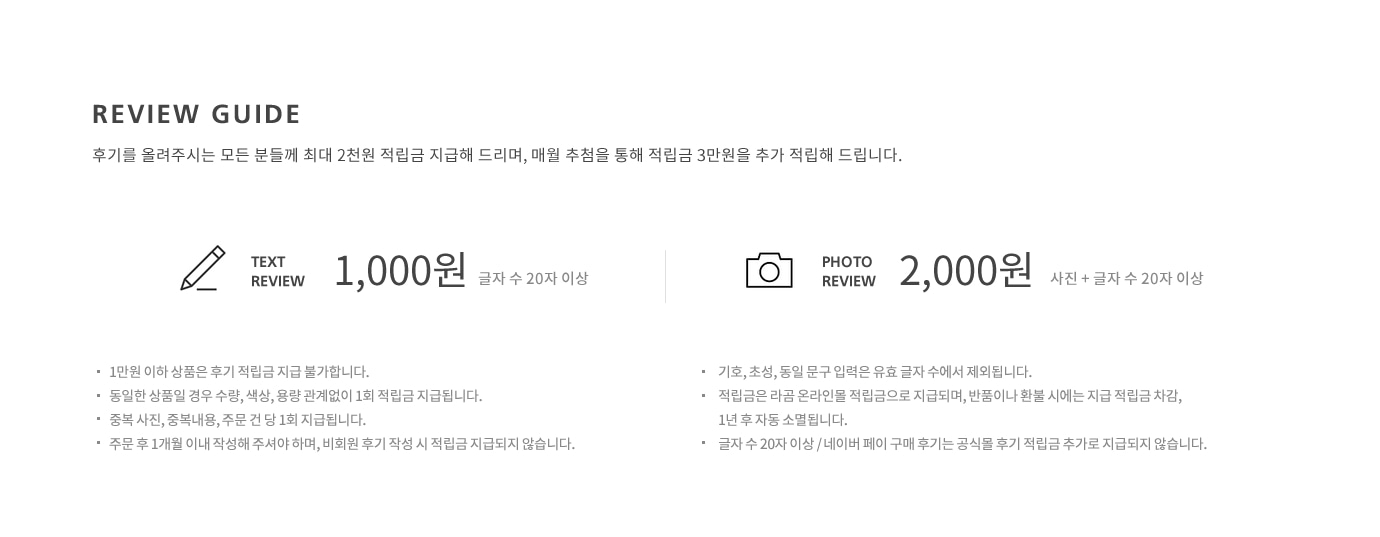 REVIEW GUIDE
후기를 올려주시는 모든 분들께 최대 2천원 적립금 지급해 드리며, 매월 추첨을 통해 적립금 3만원을 추가 적립해 드립니다.
TEXT
REVIEW
1,000원 글자 수 20자 이상
PHOTO
REVIEW
2,000원 사진 + 글자 수 20자 이상
• 1만원 이하 상품은 후기 적립금 지급 불가합니다.
• 동일한 상품일 경우 수량, 색상, 용량 관계없이 1회 적립금 지급됩니다.
• 중복 사진, 중복내용, 주문 건 당 1회 지급됩니다.
• 주문 후 1개월 이내 작성해 주셔야 하며, 비회원 후기 작성 시 적립금 지급되지 않습니다.
• 기호, 초성, 동일 문구 입력은 유효 글자 수에서 제외됩니다.
• 적립금은 라곰 온라인몰 적립금으로 지급되며, 반품이나 환불 시에는 지급 적립금 차감,
1년 후 자동 소멸됩니다.
• 글자 수 20자 이상 / 네이버 페이 구매 후기는 공식몰 후기 적립금 추가로 지급되지 않습니다.